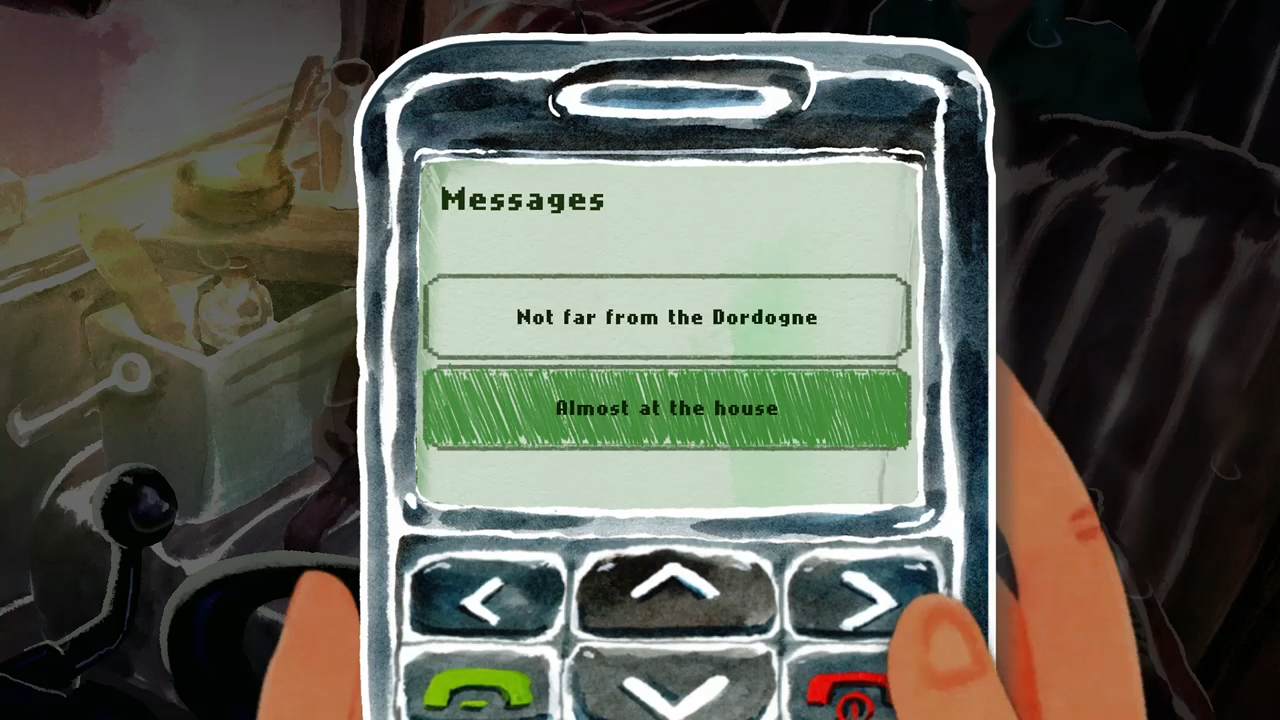 Messages
Not far from the Dordogne
Almost at the house